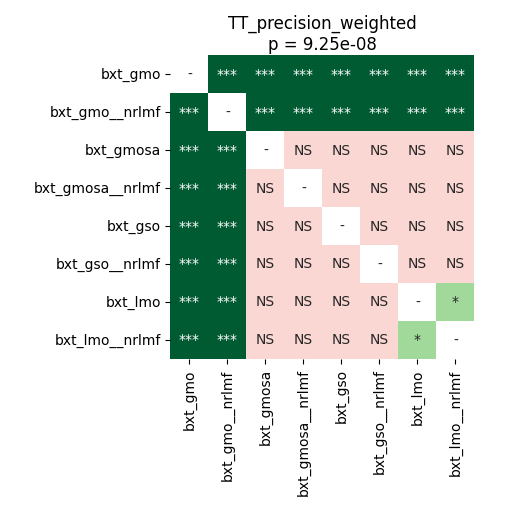 TT_precision_weighted
p = 9.25e-08
bxt_gmo - *** *** *** *** *** *** ***
bxt_gmo__nrlmf *** - *** *** *** *** *** ***
bxt_gmosa *** *** - NS NS NS NS NS
bxt_gmosa__nrlmf *** *** NS - NS NS NS NS
bxt_gso *** *** NS NS - NS NS NS
bxt_gso__nrlmf *** *** NS NS NS - NS NS
bxt_lmo *** *** NS NS NS NS - *
bxt_lmo__nrlmf *** *** NS NS NS NS * -
bxt_gmo
bxt_gmo__nrlmf
bxt_gmosa
bxt_gmosa__nrlmf
bxt_gso
bxt_gso__nrlmf
bxt_lmo
bxt_lmo__nrlmf